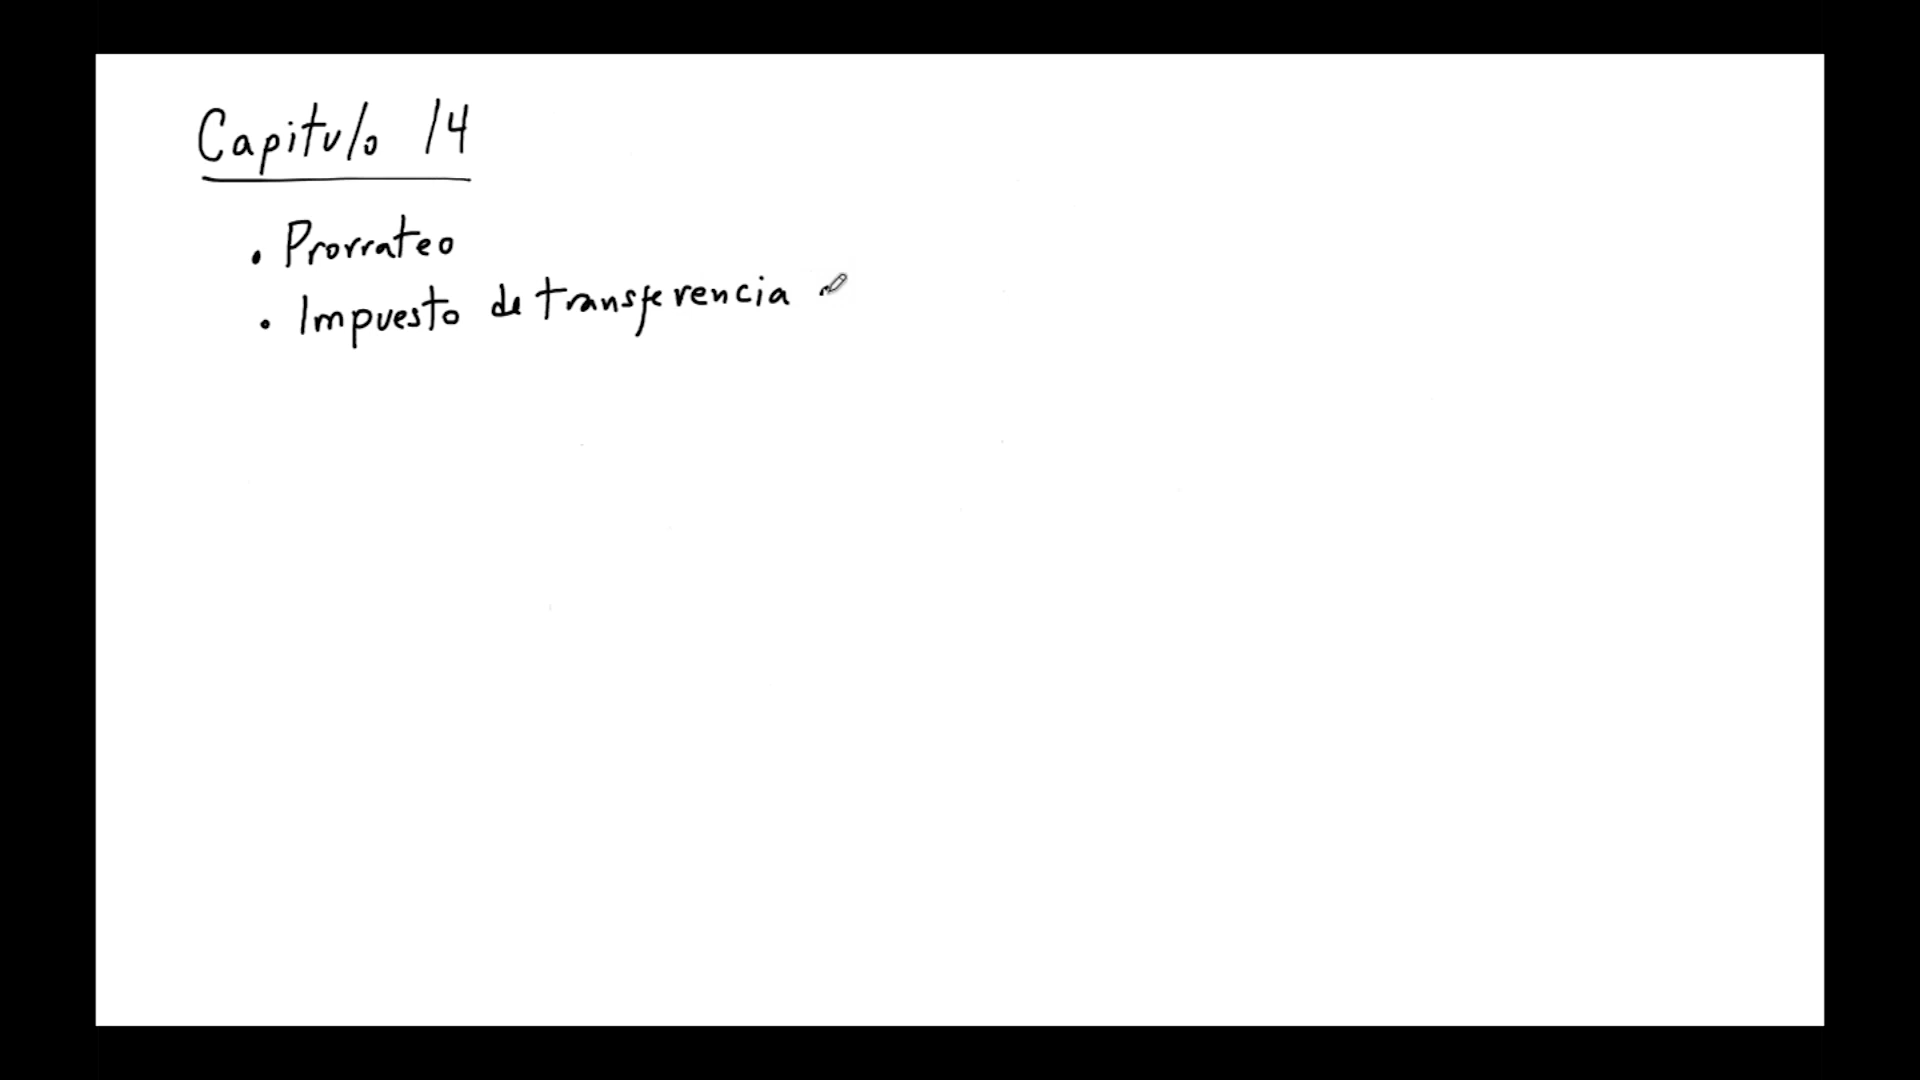 Capitulo 14
• Prorrateo
• Impuesto de transferencia